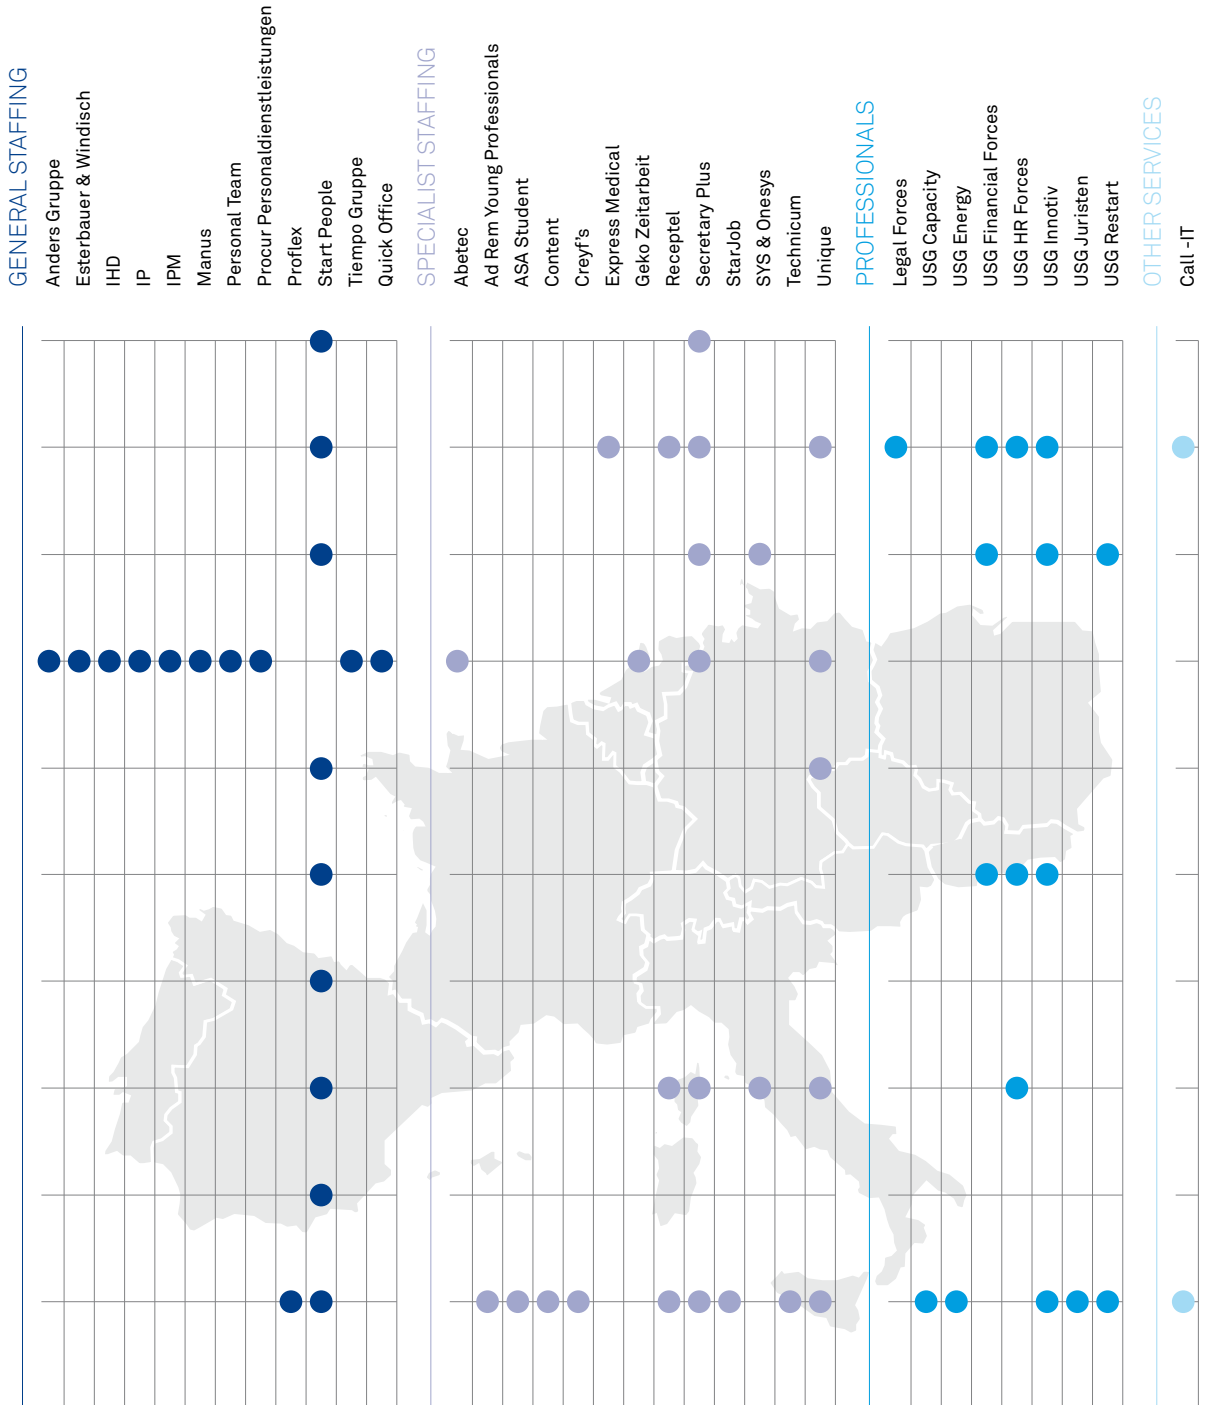 GENERAL STAFFING
Anders Gruppe
Esterbauer & Windisch
IHD
IP
IPM
Manus
Personal Team
Procur Personaldienstleistungen
Proflex
Start People
Tiempo Gruppe
Quick Office
SPECIALIST STAFFING
Abetec
Ad Rem Young Professionals
ASA Student
Content
Creyf's
Express Medical
Geko Zeitarbeit
Receptel
Secretary Plus
StarJob
SYS & Onesys
Technicum
Unique
PROFESSIONALS
Legal Forces
USG Capacity
USG Energy
USG Financial Forces
USG HR Forces
USG Innotiv
USG Juristen
USG Restart
OTHER SERVICES
Call -IT